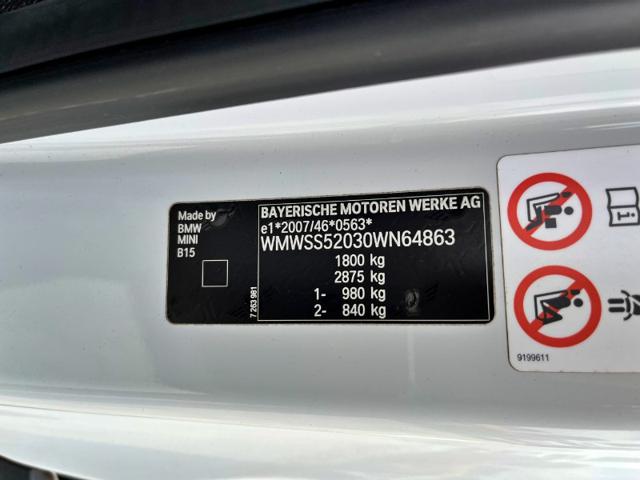 Made by
BMW
MINI
B15
7 263 981
BAYERISCHE MOTOREN WERKE AG
e1*2007/46*0563*
WMWSS52030WN64863
1800 kg
2875 kg
1- 980 kg
2- 840 kg
9199611